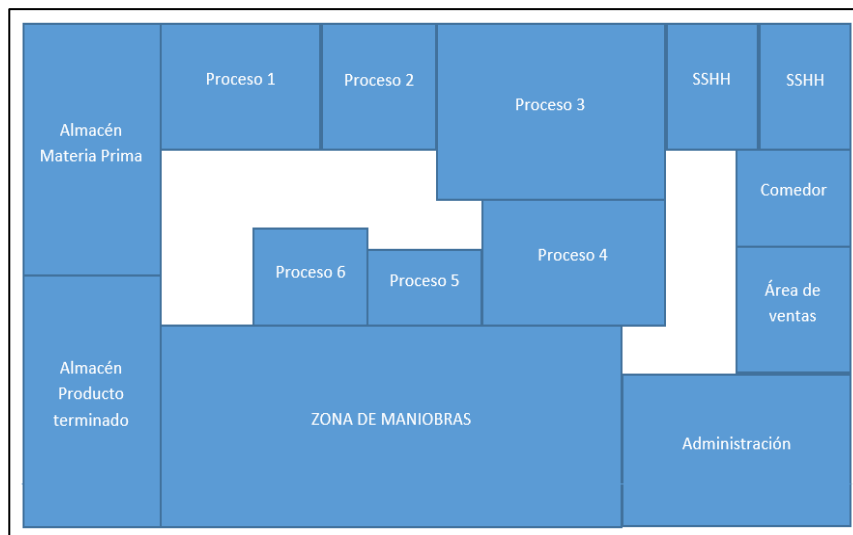 Almacén
Materia Prima
Proceso 1
Proceso 2
Proceso 3
SSHH
SSHH
Comedor
Proceso 4
Proceso 6
Proceso 5
Área de
ventas
Almacén
Producto
terminado
ZONA DE MANIOBRAS
Administración